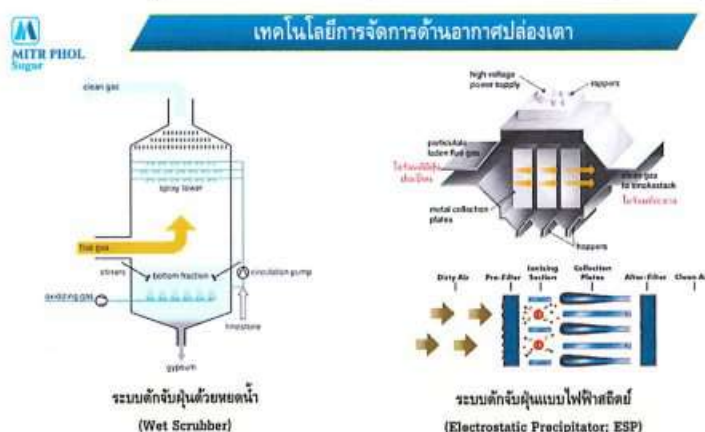 MITR PHOL
Sugar
เทคโนโลยีการจัดการด้านอากาศปล่องเตา
clean gas
spray tower
flue gas
stirrers
bottom fraction
circulation pump
oxidizing gas
limestone
gypsum
ระบบดักจับฝุ่นด้วยหยดน้ำ
(Wet Scrubber)
high voltage
power supply
rappers
particulate
laden flue gas
clean gas
to smokestack
metal collection
plates
hoppers
Dirty Air
Pre-Filter
Ionizing
Section
Collection
Plates
After-Filter
ระบบดักจับฝุ่นแบบไฟฟ้าสถิตย์
(Electrostatic Precipitator: ESP)